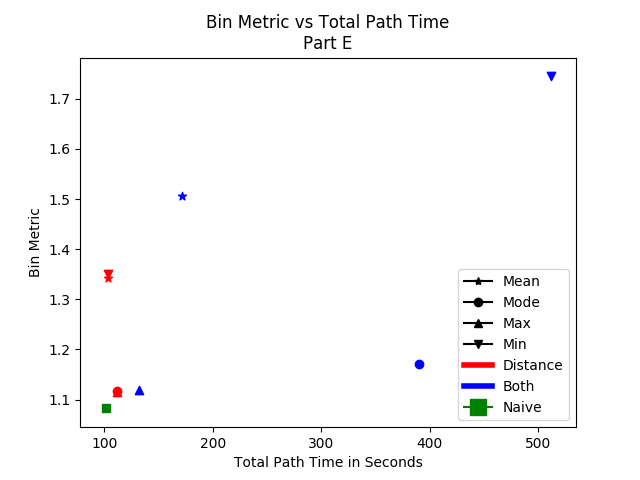 Bin Metric vs Total Path Time
Part E
Bin Metric
1.7
1.6
1.5
1.4
1.3
1.2
1.1
100
200
300
400
500
Total Path Time in Seconds
Mean
Mode
Max
Min
Distance
Both
Naive